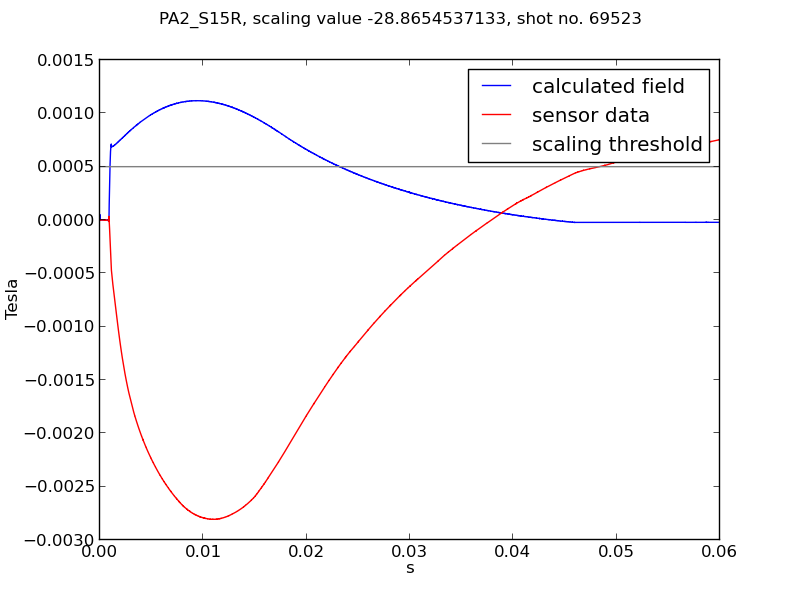 PA2_S15R, scaling value -28.8654537133, shot no. 69523
calculated field
sensor data
scaling threshold
0.0015
0.0010
0.0005
0.0000
−0.0005
−0.0010
−0.0015
−0.0020
−0.0025
−0.0030
Tesla
0.00
0.01
0.02
0.03
0.04
0.05
0.06
s